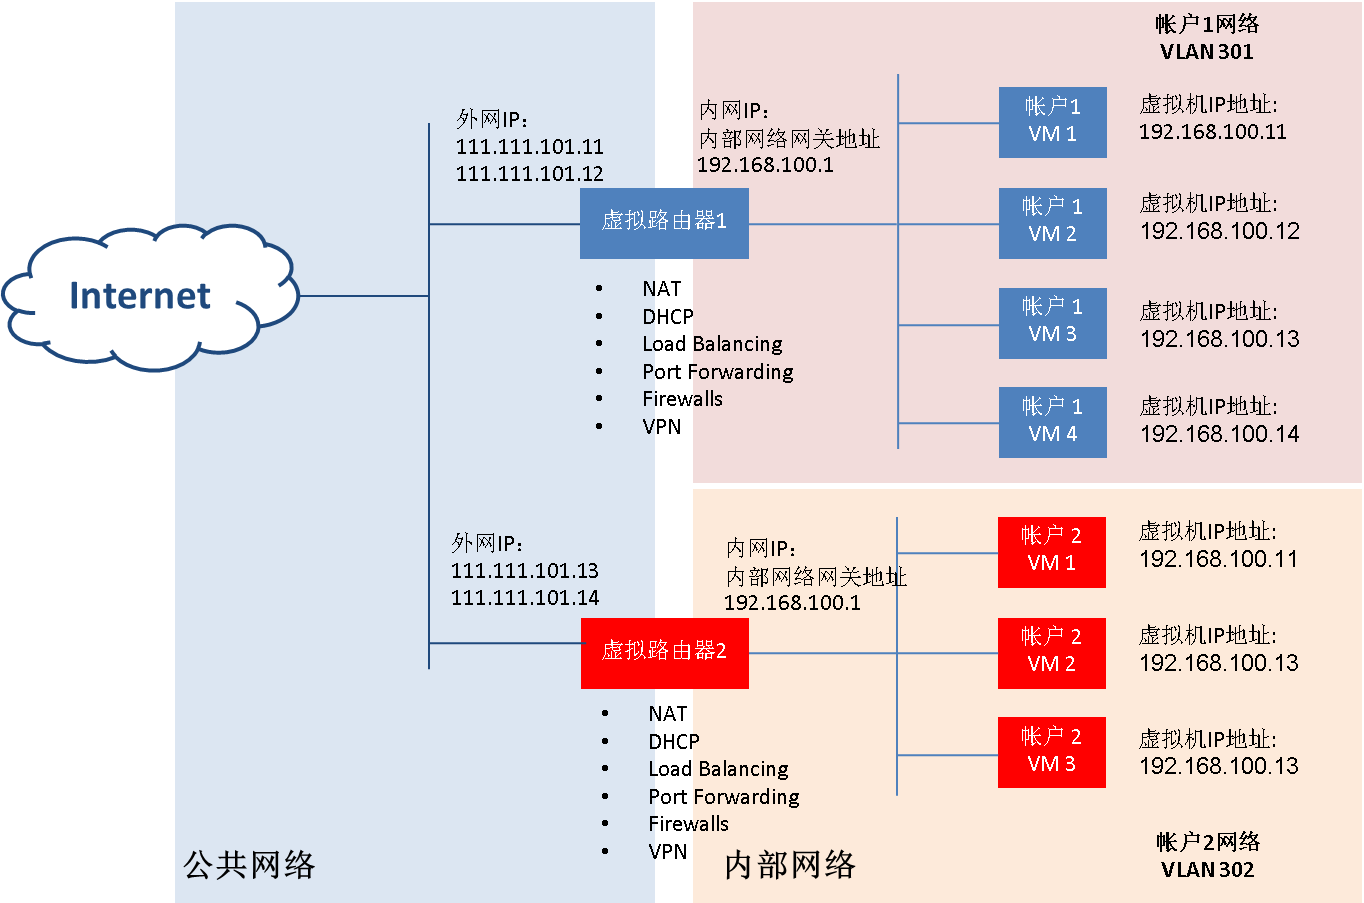 帐户1网络
VLAN 301
外网IP：
111.111.101.11
111.111.101.12
内网IP：
内部网络网关地址
192.168.100.1
帐户1
VM 1
虚拟机IP地址:
192.168.100.11
虚拟路由器1
帐户 1
VM 2
虚拟机IP地址:
192.168.100.12
Internet
• NAT
• DHCP
• Load Balancing
• Port Forwarding
• Firewalls
• VPN
帐户 1
VM 3
虚拟机IP地址:
192.168.100.13
帐户 1
VM 4
虚拟机IP地址:
192.168.100.14
外网IP：
111.111.101.13
111.111.101.14
内网IP：
内部网络网关地址
192.168.100.1
帐户 2
VM 1
虚拟机IP地址:
192.168.100.11
虚拟路由器2
帐户 2
VM 2
虚拟机IP地址:
192.168.100.13
• NAT
• DHCP
• Load Balancing
• Port Forwarding
• Firewalls
• VPN
帐户 2
VM 3
虚拟机IP地址:
192.168.100.13
公共网络
内部网络
帐户2网络
VLAN 302